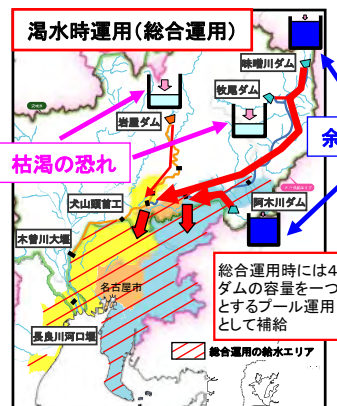 渇水時運用(総合運用)
味噌川ダム
牧尾ダム
岩屋ダム
余
枯渇の恐れ
犬山頭首工
阿木川ダム
木曽川大堰
総合運用時には4
ダムの容量を一つ
とするプール運用
として補給
名古屋市
長良川河口堰
総合運用の給水エリア